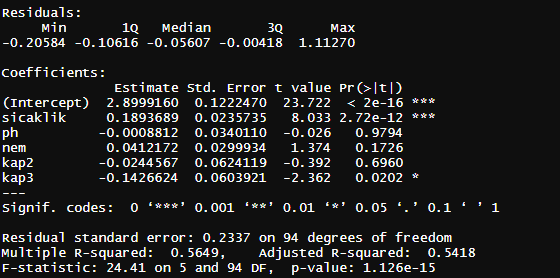 Residuals:
     Min       1Q   Median       3Q      Max
-0.20584 -0.10616 -0.05607 -0.00418  1.11270
Coefficients:
              Estimate Std. Error t value Pr(>|t|)
(Intercept)  2.8999160  0.1222470  23.722  < 2e-16 ***
sicaklik     0.1893689  0.0235735   8.033 2.72e-12 ***
ph          -0.0008812  0.0340110  -0.026   0.9794
nem          0.0412172  0.0299934   1.374   0.1726
kap2        -0.0244567  0.0624119  -0.392   0.6960
kap3        -0.1426624  0.0603921  -2.362   0.0202 *
---
Signif. codes:  0 ‘***’ 0.001 ‘**’ 0.01 ‘*’ 0.05 ‘.’ 0.1 ‘ ’ 1
Residual standard error: 0.2337 on 94 degrees of freedom
Multiple R-squared:  0.5649,	Adjusted R-squared:  0.5418
F-statistic: 24.41 on 5 and 94 DF,  p-value: 1.126e-15